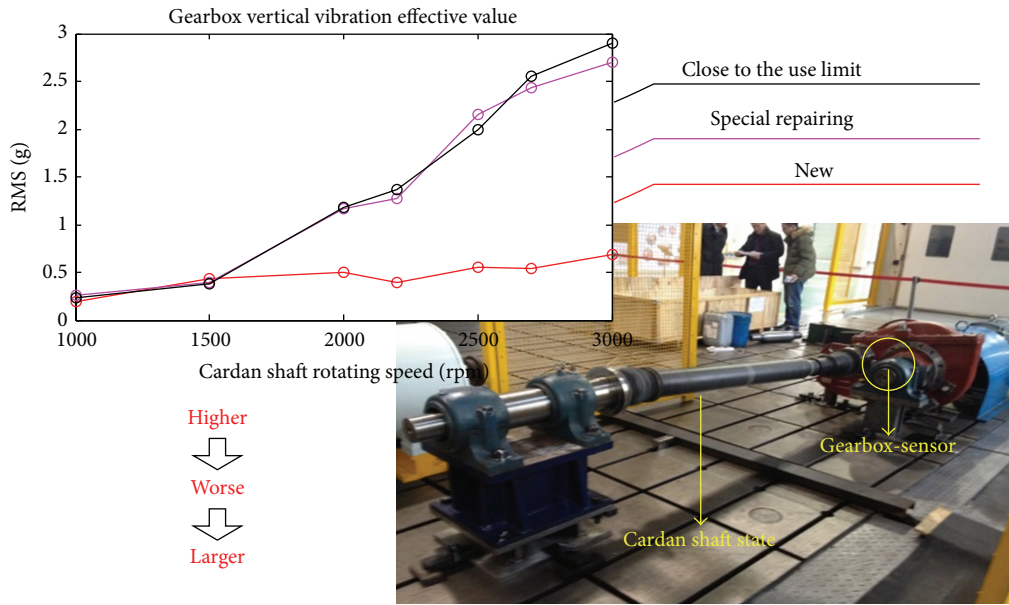 Gearbox vertical vibration effective value
3
2.5
2
1.5
1
0.5
0
RMS (g)
1000
1500
2000
2500
3000
Cardan shaft rotating speed (rpm)
Close to the use limit
Special repairing
New
Higher
Worse
Larger
Gearbox-sensor
Cardan shaft state